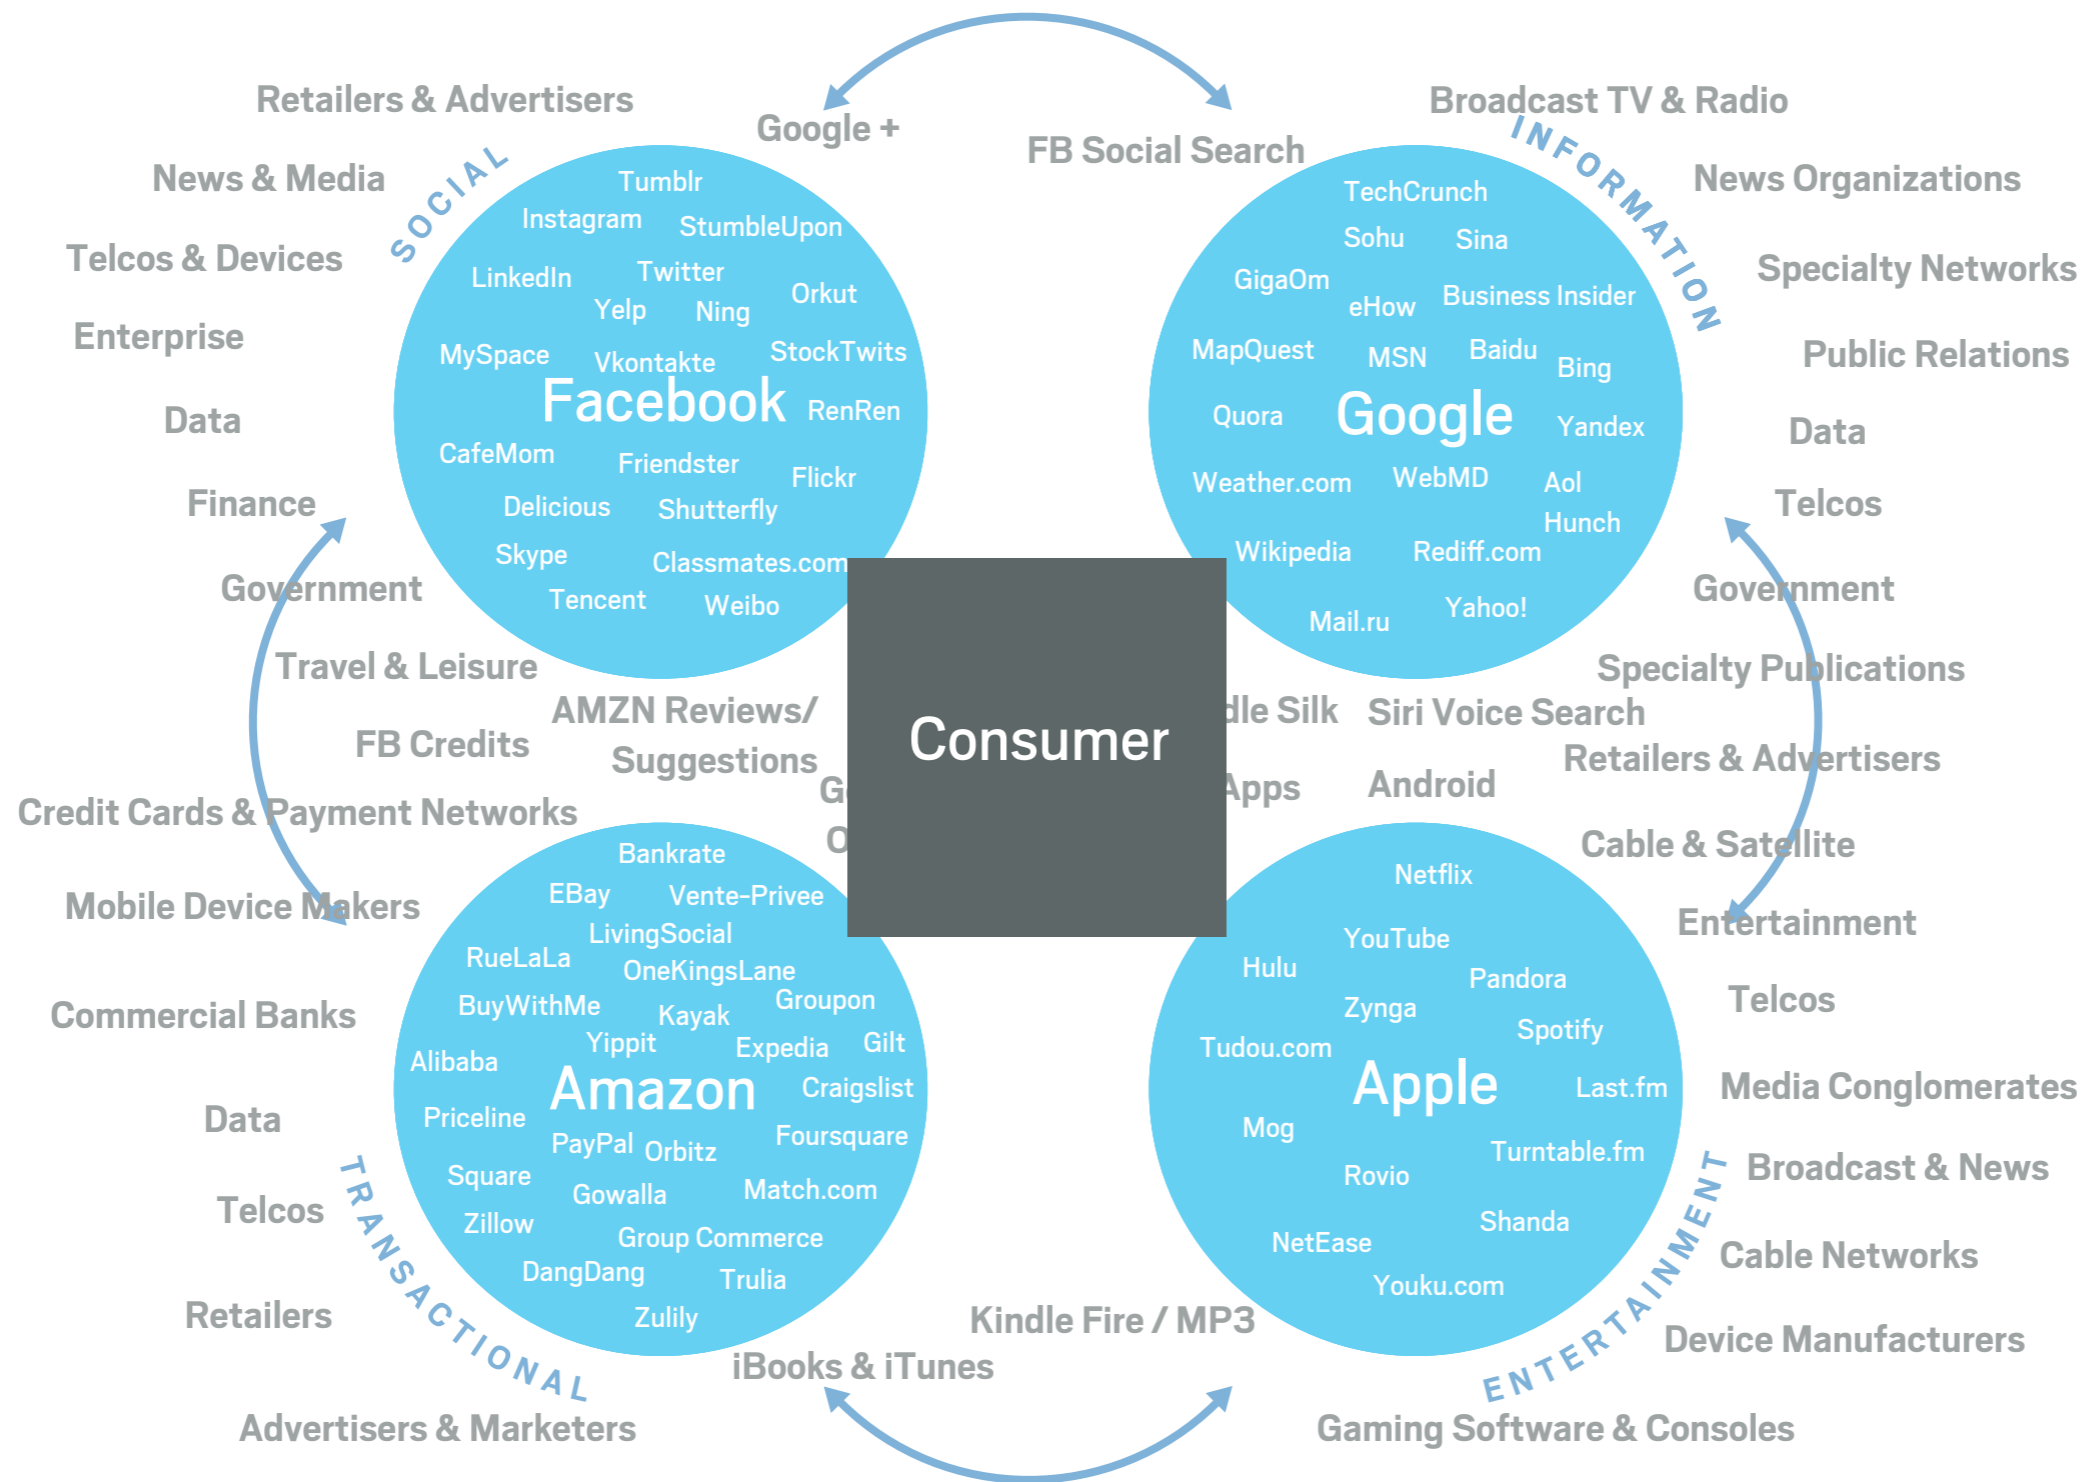 Retailers & Advertisers
News & Media
Telcos & Devices
Enterprise
Data
Finance
Government
Travel & Leisure
FB Credits
AMZN Reviews/
Suggestions
Google +
FB Social Search
SOCIAL
Tumblr
Instagram
StumbleUpon
LinkedIn
Twitter
Orkut
Yelp
Ning
MySpace
Vkontakte
StockTwits
Facebook
RenRen
CafeMom
Friendster
Flickr
Delicious
Shutterfly
Skype
Classmates.com
Tencent
Weibo
INFORMATION
TechCrunch
Sohu
Sina
GigaOm
eHow
Business Insider
MapQuest
MSN
Baidu
Bing
Quora
Google
Yandex
Weather.com
WebMD
Aol
Hunch
Wikipedia
Rediff.com
Mail.ru
Yahoo!
Broadcast TV & Radio
News Organizations
Specialty Networks
Public Relations
Data
Telcos
Government
Specialty Publications
Retailers & Advertisers
Cable & Satellite
Entertainment
Telcos
Media Conglomerates
Broadcast & News
Cable Networks
Device Manufacturers
Gaming Software & Consoles
Consumer
Silk
Siri Voice Search
Apps
Android
Credit Cards & Payment Networks
Mobile Device Makers
Commercial Banks
Data
Telcos
Retailers
Advertisers & Marketers
TRANSACTIONAL
Bankrate
EBay
Vente-Privee
LivingSocial
RueLaLa
OneKingsLane
BuyWithMe
Kayak
Groupon
Yippit
Expedia
Gilt
Alibaba
Amazon
Craigslist
Priceline
PayPal
Orbitz
Foursquare
Square
Gowalla
Match.com
Zillow
Group Commerce
DangDang
Trulia
Zulily
iBooks & iTunes
Kindle Fire / MP3
ENTERTAINMENT
Netflix
YouTube
Hulu
Pandora
Zynga
Spotify
Tudou.com
Apple
Last.fm
Mog
Turntable.fm
Rovio
Shanda
NetEase
Youku.com